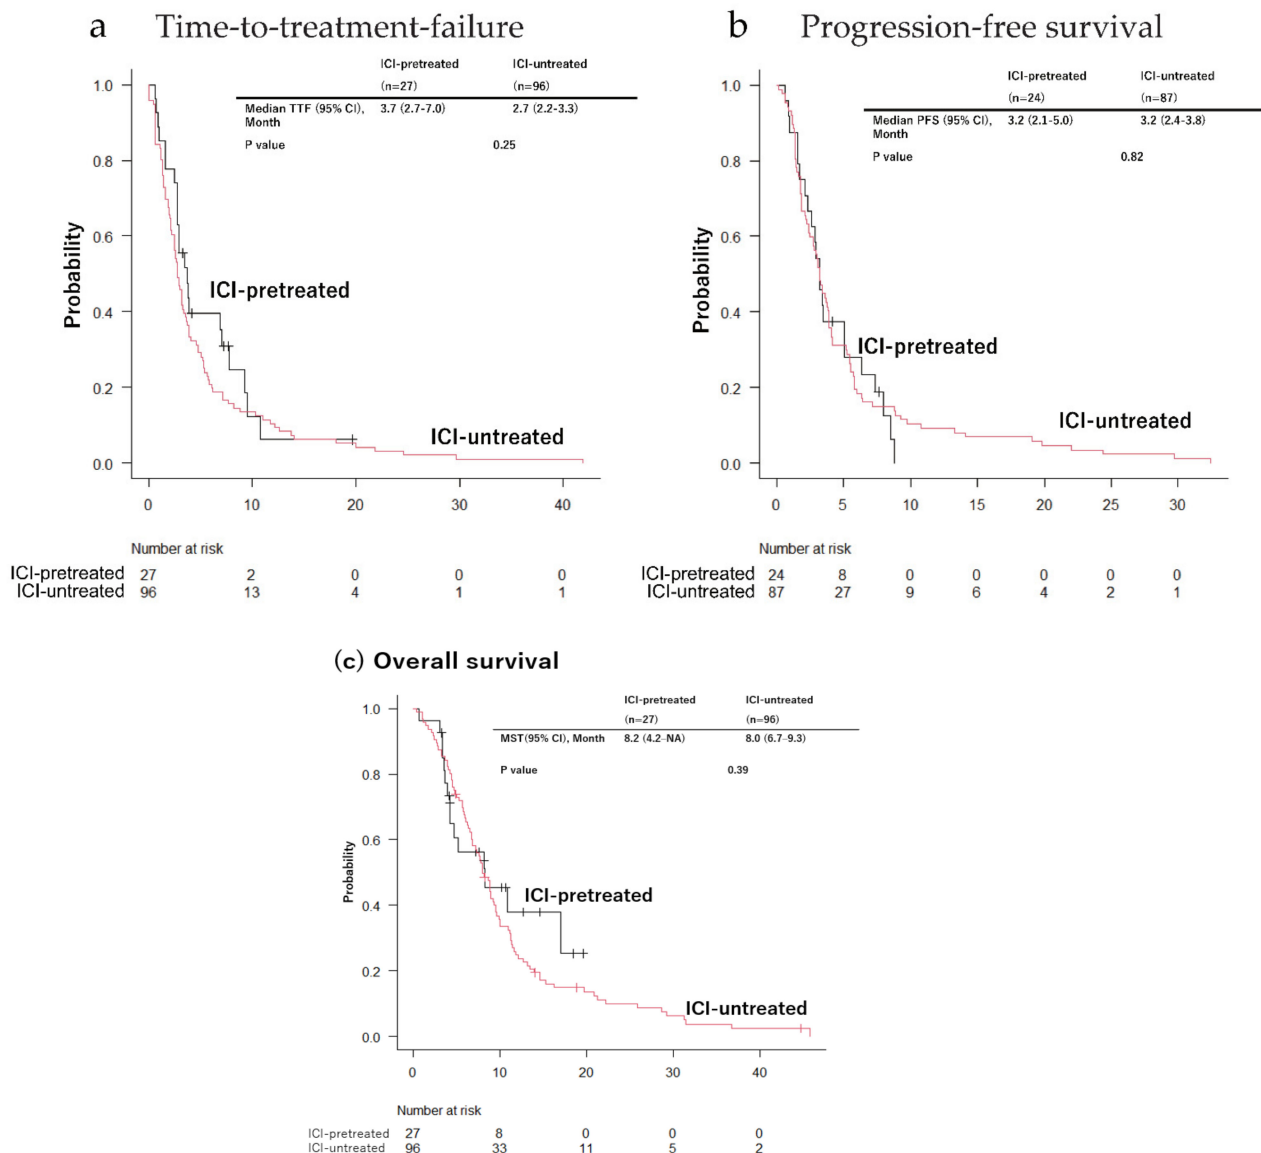 a Time-to-treatment-failure
ICI-pretreated ICI-untreated
(n=27) (n=96)
Median TTF (95% CI), 3.7 (2.7-7.0) 2.7 (2.2-3.3)
Month
P value 0.25
1.0
0.8
0.6
0.4
0.2
0.0
Probability
ICI-pretreated
ICI-untreated
0 10 20 30 40
Number at risk
ICI-pretreated 27 2 0 0 0
ICI-untreated 96 13 4 1 1
b Progression-free survival
ICI-pretreated ICI-untreated
(n=24) (n=87)
Median PFS (95% CI), 3.2 (2.1-5.0) 3.2 (2.4-3.8)
Month
P value 0.82
1.0
0.8
0.6
0.4
0.2
0.0
Probability
ICI-pretreated
ICI-untreated
0 5 10 15 20 25 30
Number at risk
ICI-pretreated 24 8 0 0 0 0 0
ICI-untreated 87 27 9 6 4 2 1
(c) Overall survival
ICI-pretreated ICI-untreated
(n=27) (n=96)
MST(95% CI), Month 8.2 (4.2–NA) 8.0 (6.7–9.3)
P value 0.39
1.0
0.8
0.6
0.4
0.2
0.0
Probability
ICI-pretreated
ICI-untreated
0 10 20 30 40
Number at risk
ICI-pretreated 27 8 0 0 0
ICI-untreated 96 33 11 5 2